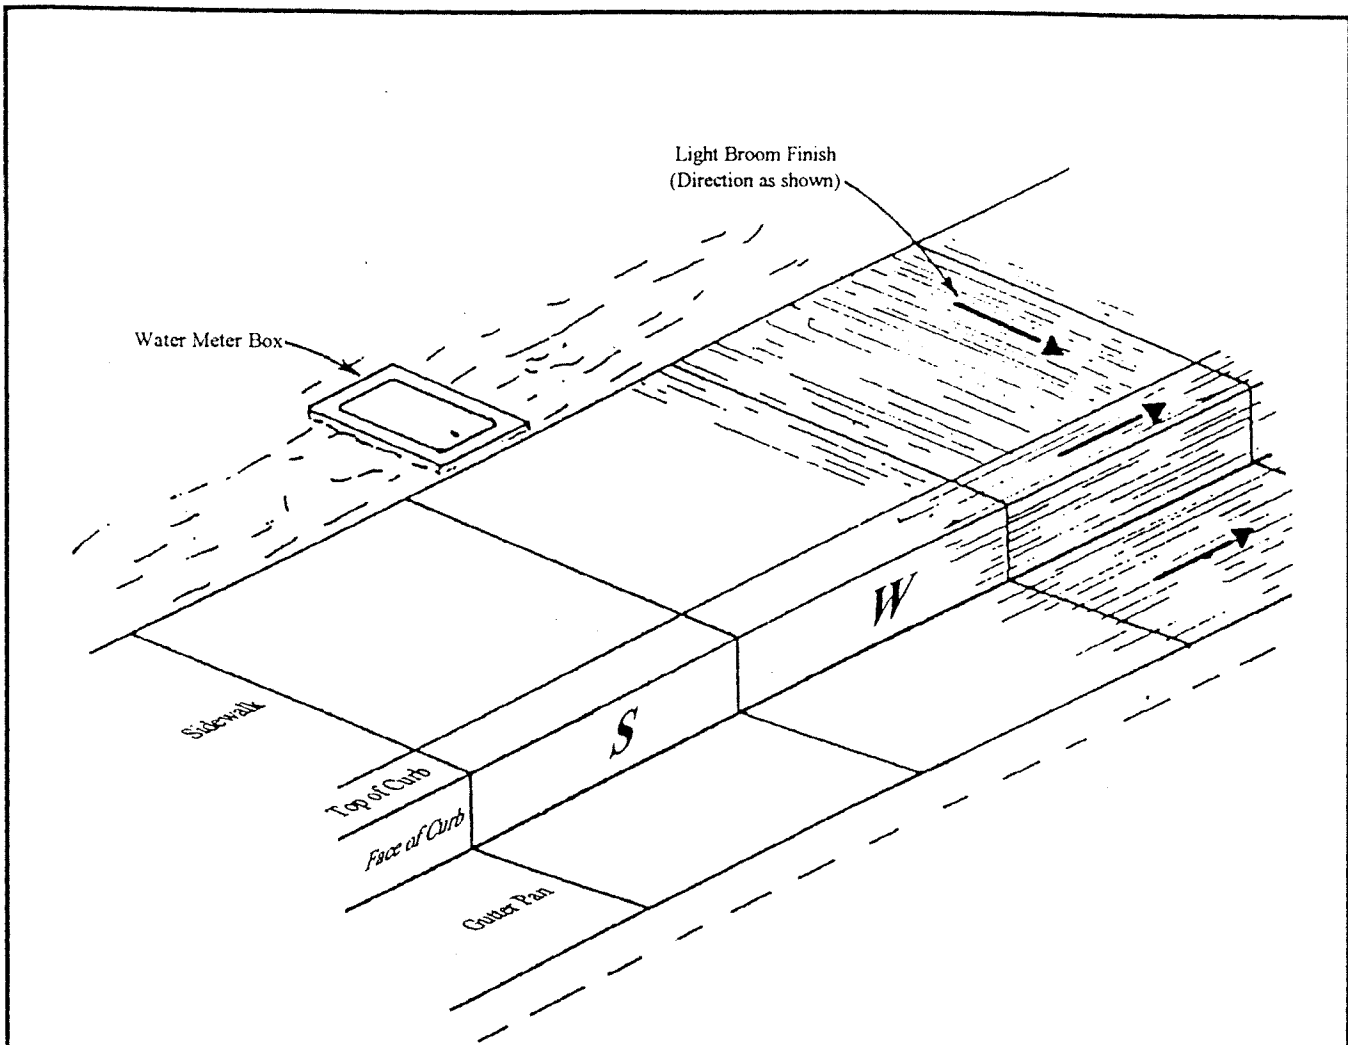 Light Broom Finish
(Direction as shown)
Water Meter Box
W
S
Sidewalk
Top of Curb
Face of Curb
Gutter Pan